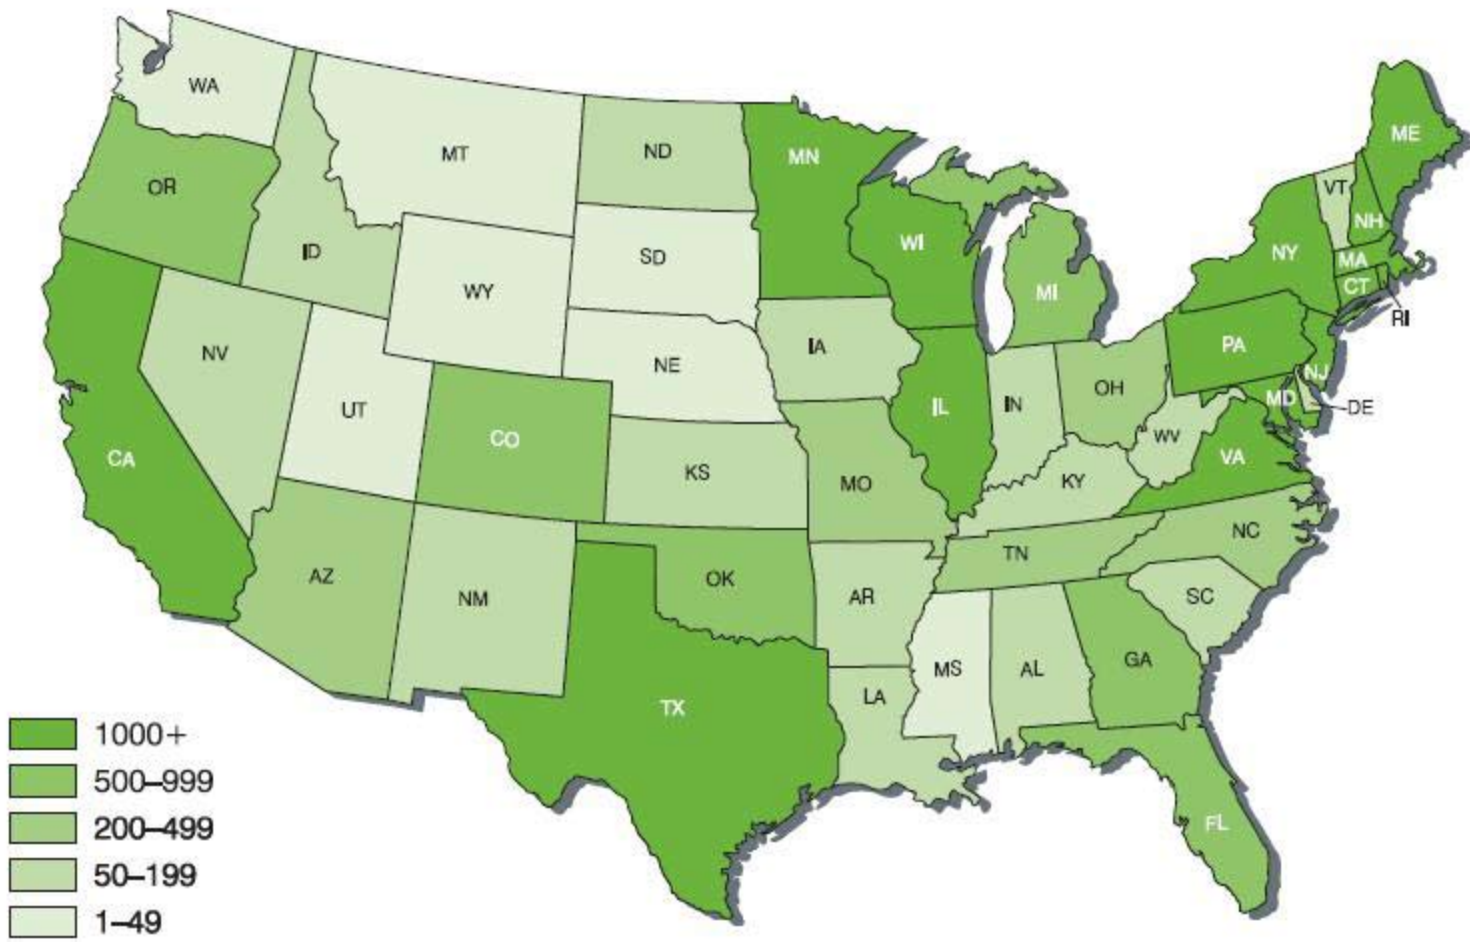 WA
MT
ND
MN
ME
OR
ID
SD
WI
VT
NH
NY
MA
WY
MI
CT
RI
NV
NE
IA
PA
NJ
UT
CO
IL
IN
OH
MD
DE
CA
KS
MO
KY
WV
VA
AZ
NM
OK
AR
TN
NC
SC
TX
LA
MS
AL
GA
FL
1000+
500–999
200–499
50–199
1–49